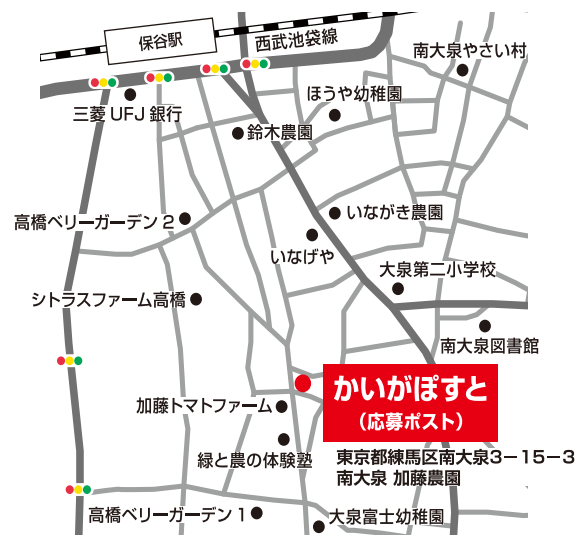 保谷駅
西武池袋線
南大泉やさい村
三菱UFJ銀行
ほうや幼稚園
鈴木農園
高橋ベリーガーデン2
いながき農園
いなげや
大泉第二小学校
シトラスファーム高橋
南大泉図書館
かいがぽすと
（応募ポスト）
加藤トマトファーム
緑と農の体験塾
東京都練馬区南大泉3−15−3
南大泉 加藤農園
高橋ベリーガーデン1
大泉富士幼稚園